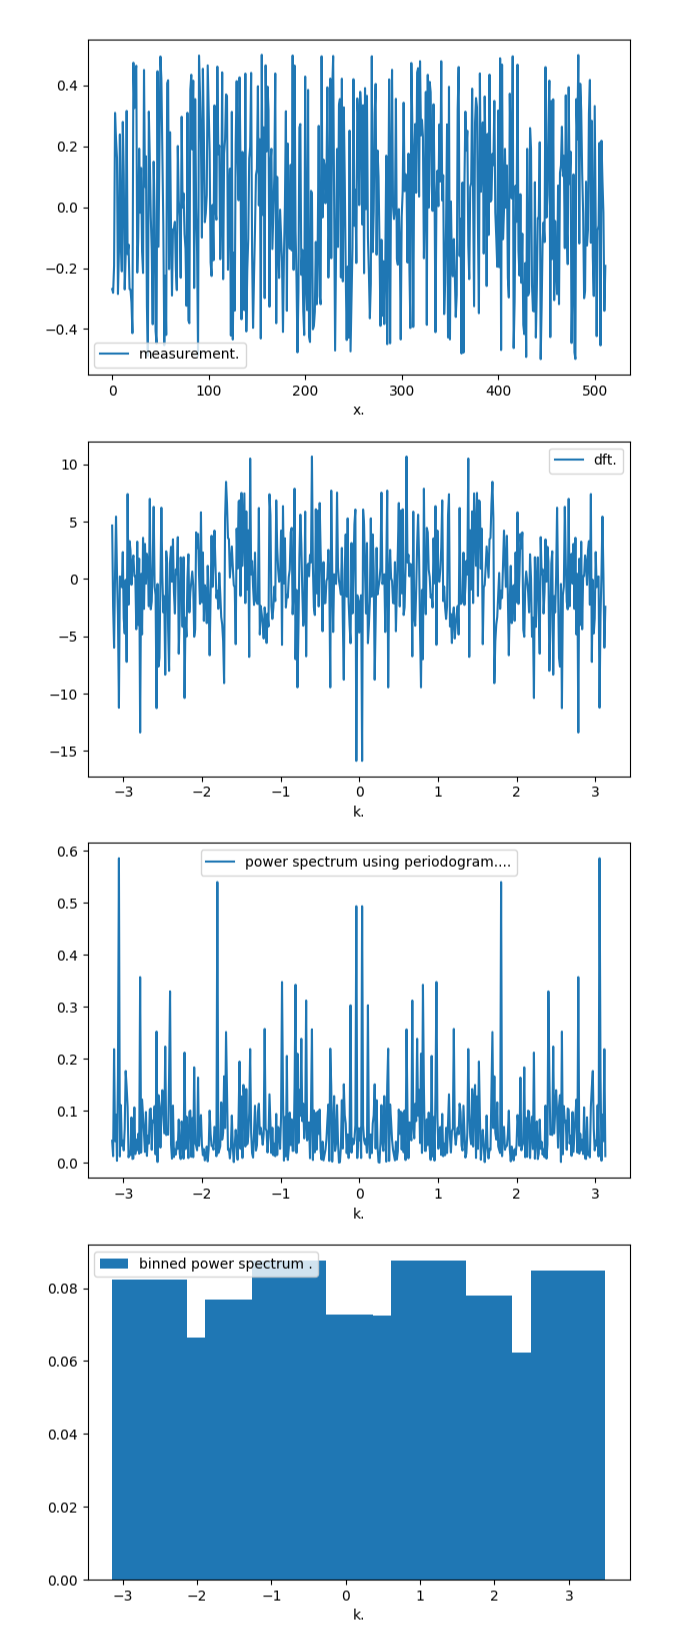 0.4
0.2
0.0
−0.2
−0.4
measurement.
0 100 200 300 400 500
x.
10
5
0
−5
−10
−15
dft.
−3 −2 −1 0 1 2 3
k.
0.6
0.5
0.4
0.3
0.2
0.1
0.0
power spectrum using periodogram....
−3 −2 −1 0 1 2 3
k.
0.08
0.06
0.04
0.02
0.00
binned power spectrum .
−3 −2 −1 0 1 2 3
k.